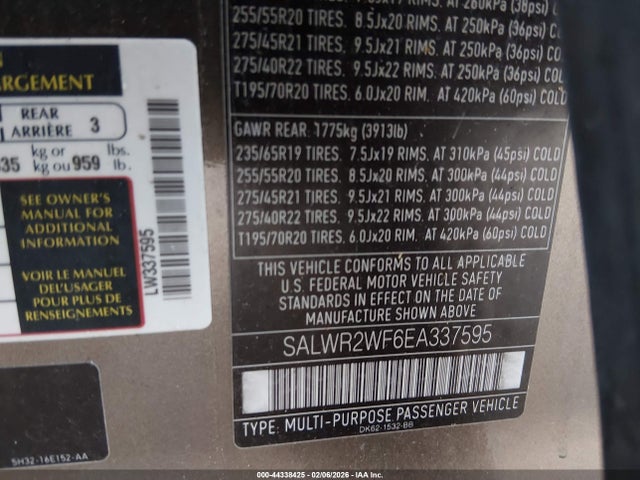 ARGEMENT
REAR
ARRIÈRE 3
kg or lbs.
kg ou 959 lb.
SEE OWNER'S
MANUAL FOR
ADDITIONAL
INFORMATION
VOIR LE MANUEL
DE L'USAGER
POUR PLUS DE
RENSEIGNEMENTS
LW337595
5H32-16E152-AA
255/55R20 TIRES. 8.5Jx20 RIMS. AT 250kPa (36psi)
275/45R21 TIRES. 9.5Jx21 RIMS. AT 250kPa (36psi) CO
275/40R22 TIRES. 9.5Jx22 RIMS. AT 250kPa (36psi) COL
T195/70R20 TIRES. 6.0Jx20 RIM. AT 420kPa (60psi) COLD
GAWR REAR. 1775kg (3913lb)
235/65R19 TIRES. 7.5Jx19 RIMS. AT 310kPa (45psi) COLD
255/55R20 TIRES. 8.5Jx20 RIMS. AT 300kPa (44psi) COLD
275/45R21 TIRES. 9.5Jx21 RIMS. AT 300kPa (44psi) COLD
275/40R22 TIRES. 9.5Jx22 RIMS. AT 300kPa (44psi) COLD
T195/70R20 TIRES. 6.0Jx20 RIM. AT 420kPa (60psi) COLD
THIS VEHICLE CONFORMS TO ALL APPLICABLE
U.S. FEDERAL MOTOR VEHICLE SAFETY
STANDARDS IN EFFECT ON THE DATE OF
MANUFACTURE SHOWN ABOVE
SALWR2WF6EA337595
TYPE: MULTI-PURPOSE PASSENGER VEHICLE
DK62-1532-BB
000-44338425 - 02/06/2026 - IAA, Inc.